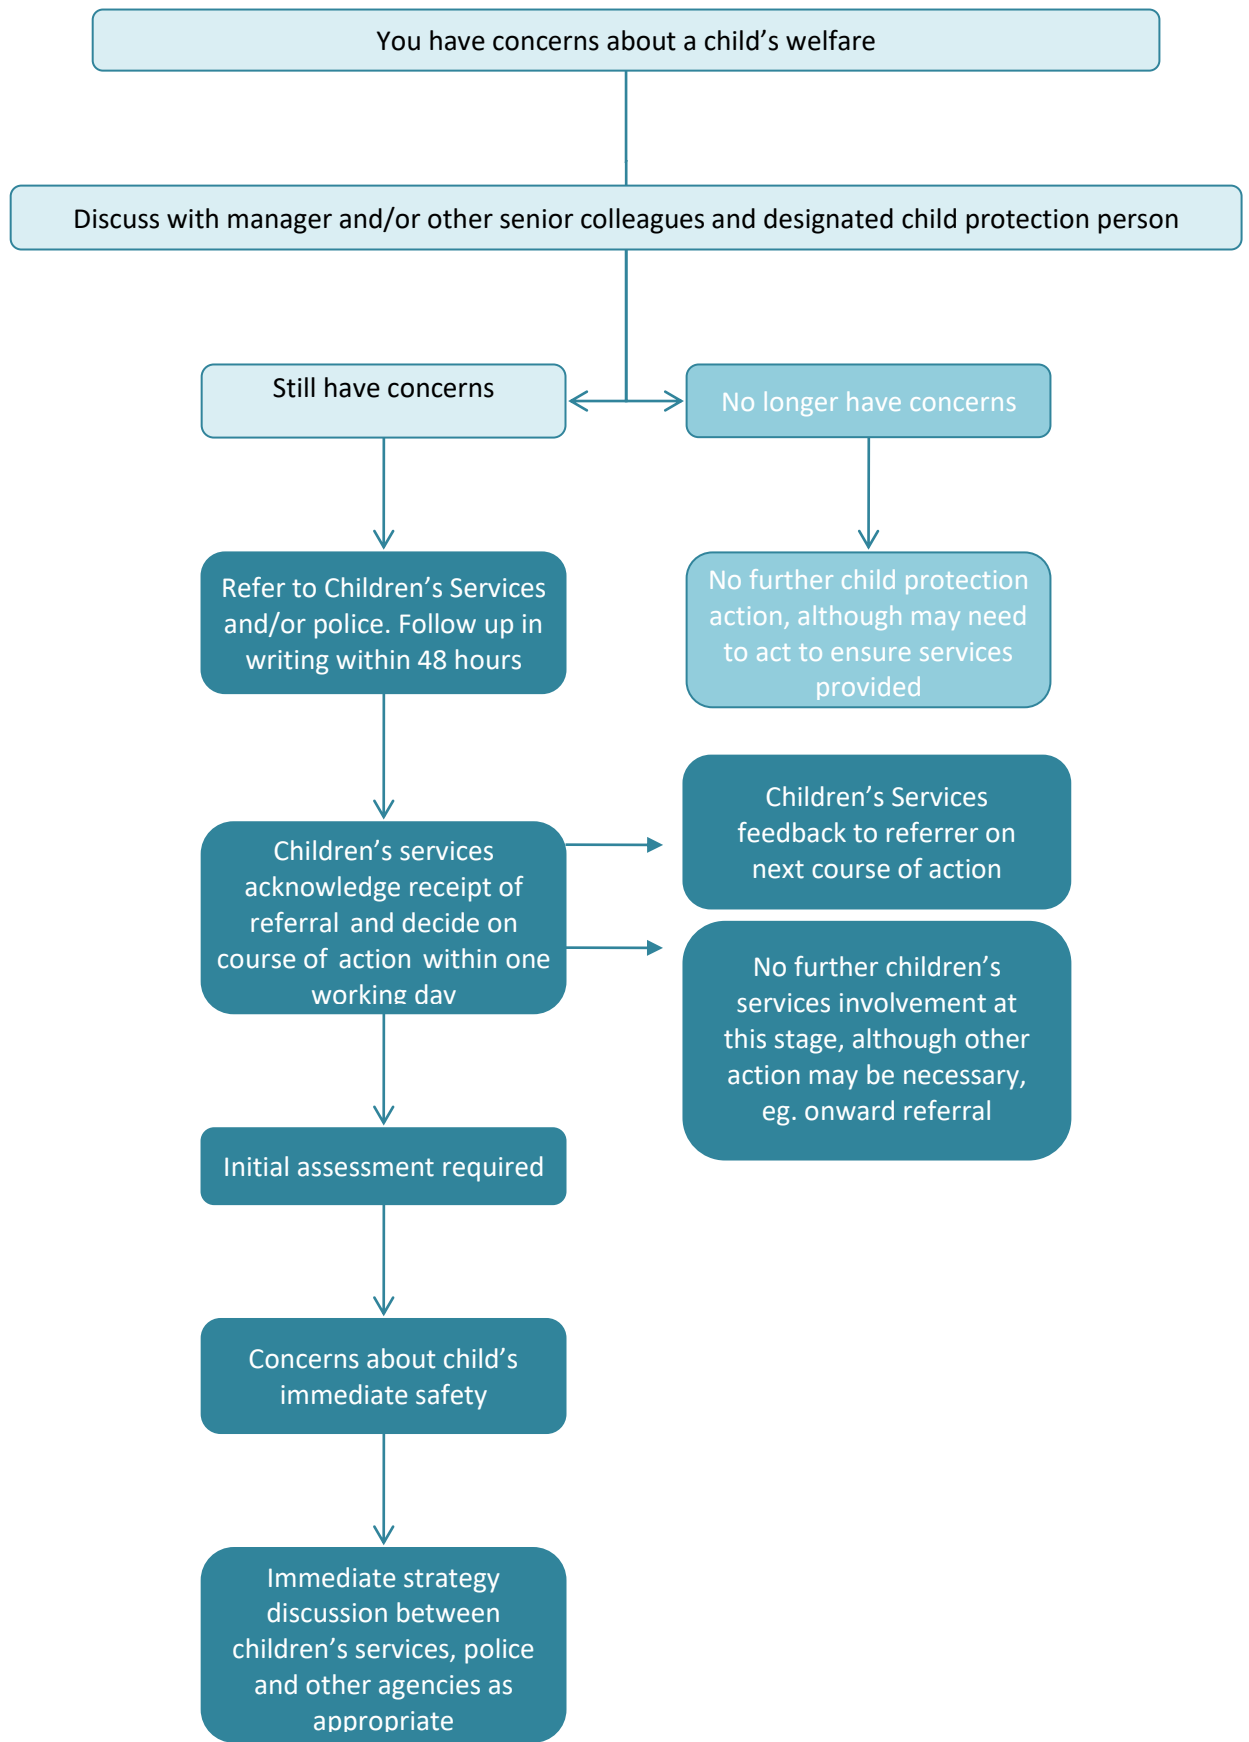 You have concerns about a child’s welfare
Discuss with manager and/or other senior colleagues and designated child protection person
Still have concerns
No longer have concerns
Refer to Children’s Services
and/or police. Follow up in
writing within 48 hours
No further child protection
action, although may need
to act to ensure services
provided
Children’s services
acknowledge receipt of
referral and decide on
course of action within one
working day
Children’s Services
feedback to referrer on
next course of action
No further children’s
services involvement at
this stage, although other
action may be necessary,
eg. onward referral
Initial assessment required
Concerns about child’s
immediate safety
Immediate strategy
discussion between
children’s services, police
and other agencies as
appropriate